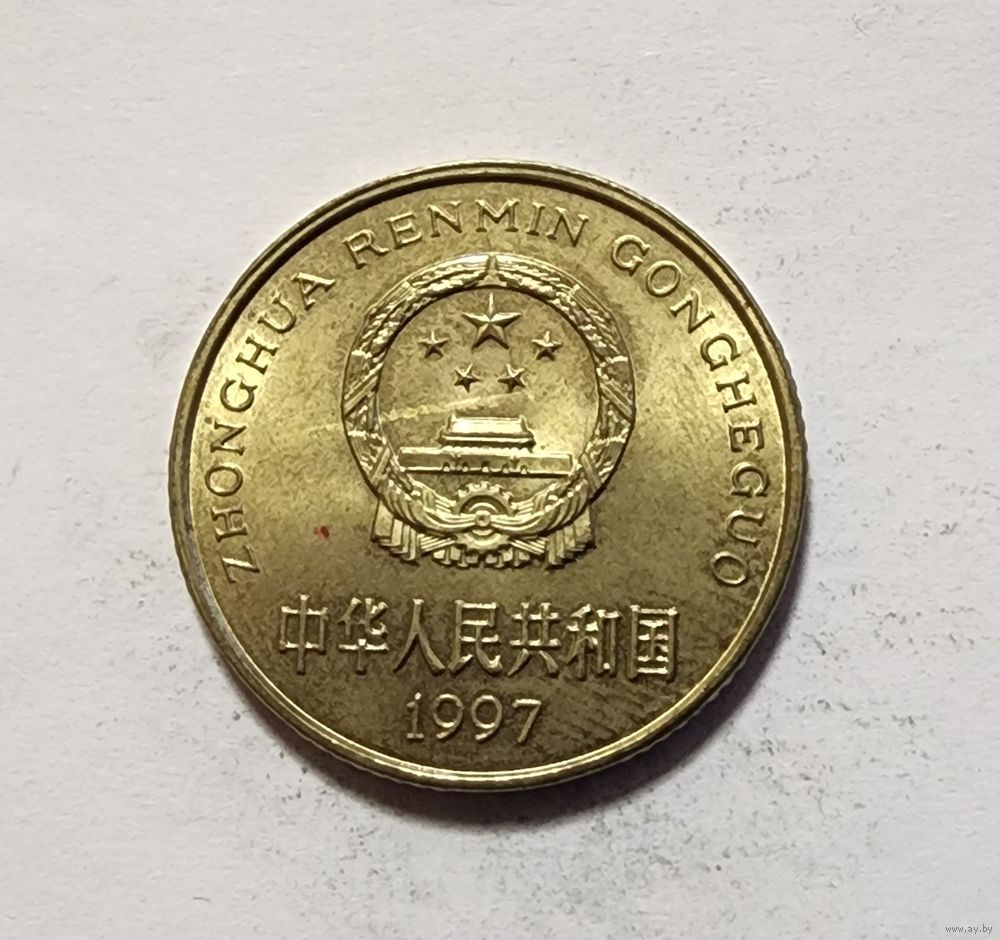 ZHONGHUA RENMIN GONGHEGUO
中华人民共和国
1997
www.ay.by